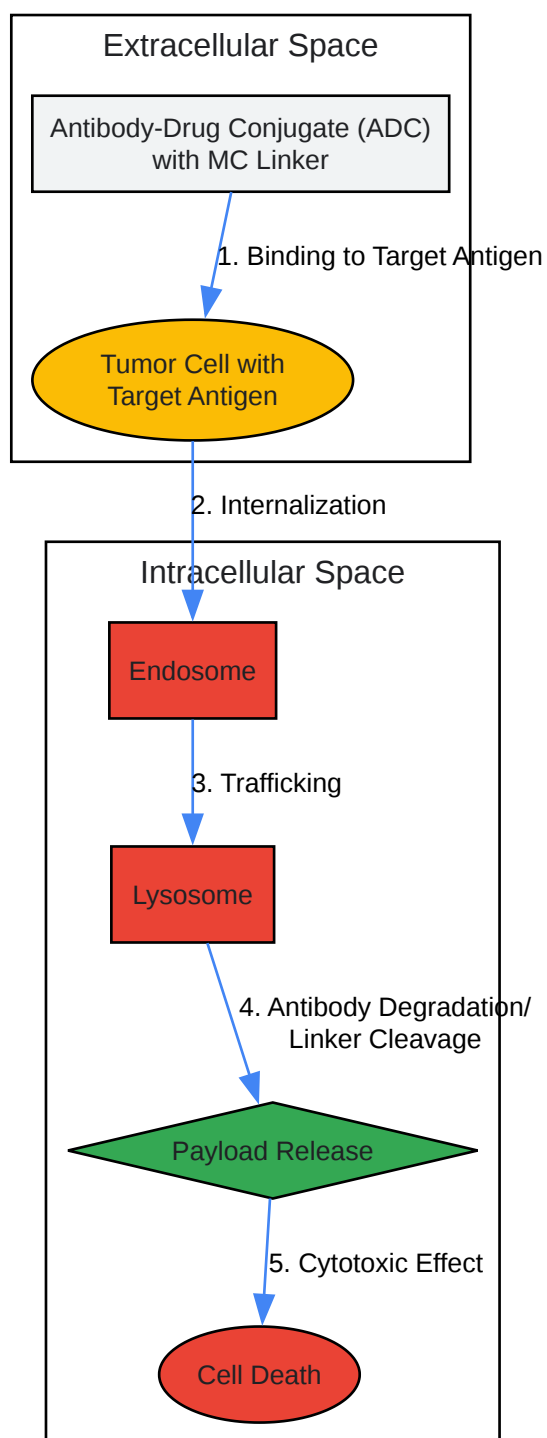 Extracellular Space
Antibody-Drug Conjugate (ADC)
with MC Linker
1. Binding to Target Antigen
Tumor Cell with
Target Antigen
2. Internalization
Intracellular Space
Endosome
3. Trafficking
Lysosome
4. Antibody Degradation/
Linker Cleavage
Payload Release
5. Cytotoxic Effect
Cell Death